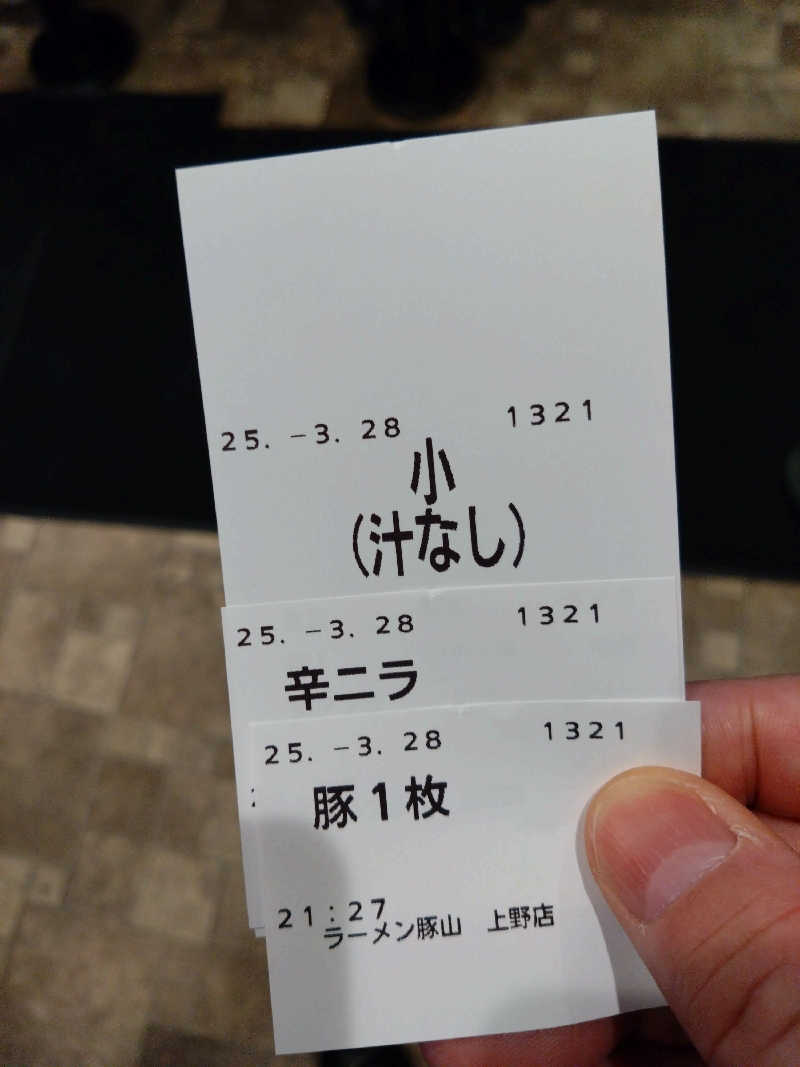 25. -3. 28 1321
小
(汁なし)
25. -3. 28 1321
辛ニラ
25. -3. 28 1321
豚1枚
21:27
ラーメン豚山 上野店